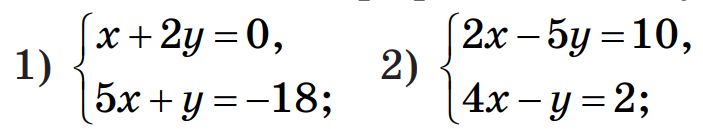 1) { x + 2y = 0,
5x + y = −18;
2) { 2x − 5y = 10,
4x − y = 2;